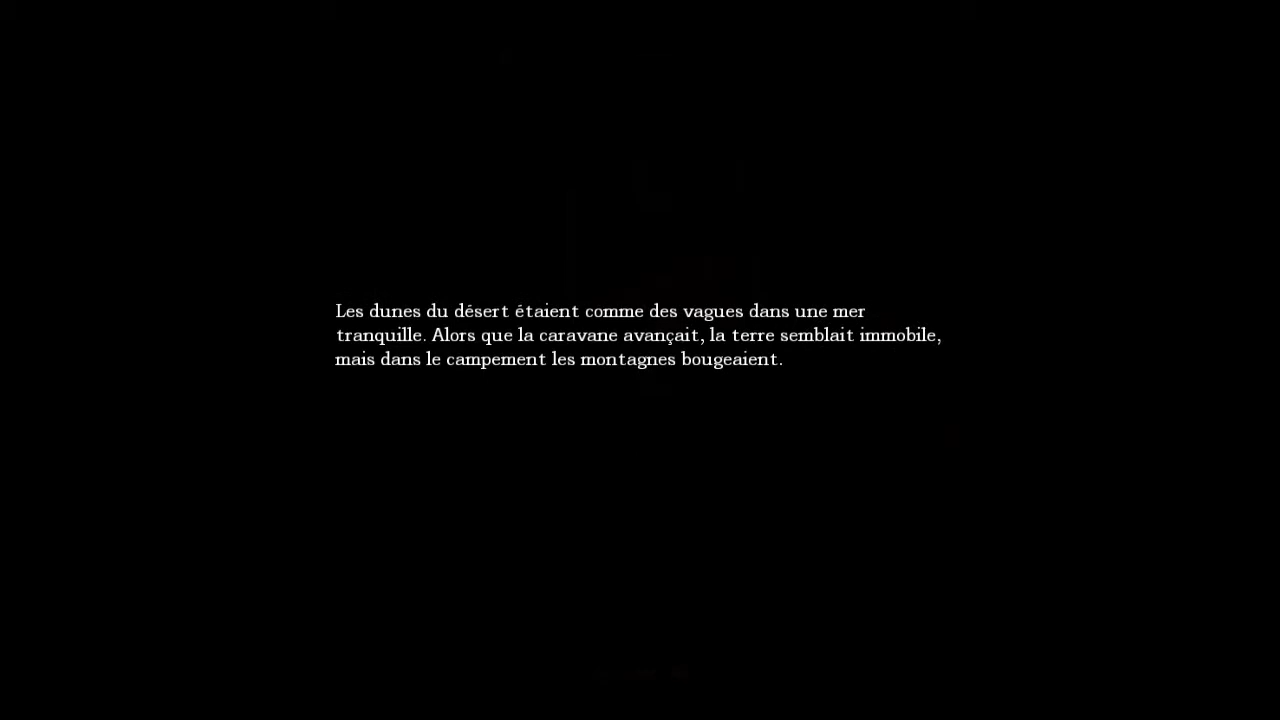 Les dunes du désert étaient comme des vagues dans une mer
tranquille. Alors que la caravane avançait, la terre semblait immobile,
mais dans le campement les montagnes bougeaient.